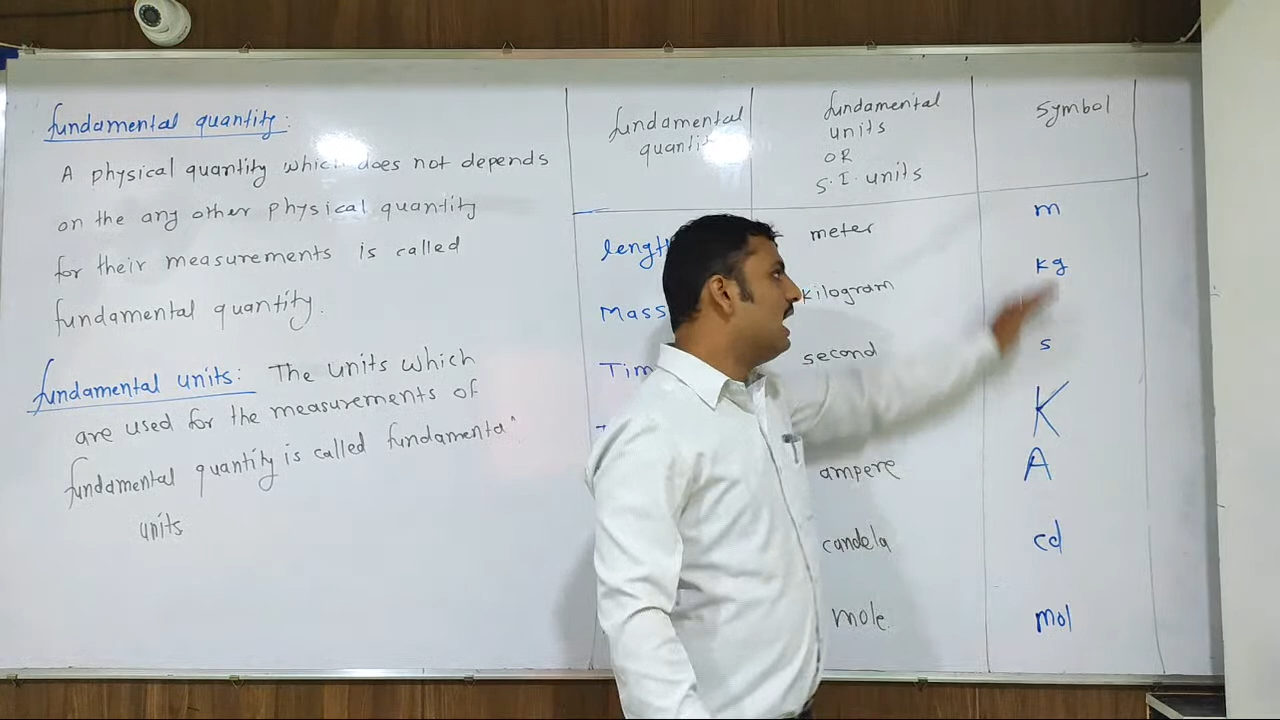 fundamental quantity:
A physical quantity which does not depends
on the any other physical quantity
for their measurements is called
fundamental quantity.
fundamental units: The units which
are used for the measurements of
fundamental quantity is called
units
fundamental
quantity
fundamental
units
OR
S.I. units
Symbol
meter
m
Mass
kilogram
kg
second
s
K
ampere
A
candela
cd
mole
mol